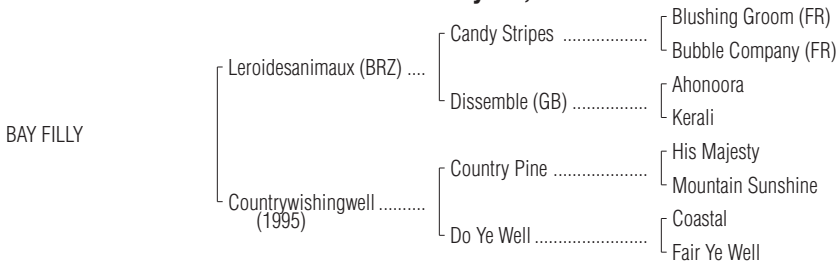 Blushing Groom (FR)
Candy Stripes ..................
Bubble Company (FR)
Leroidesanimaux (BRZ) ....
Ahonoora
Dissemble (GB) ................
Kerali
BAY FILLY
His Majesty
Country Pine ....................
Mountain Sunshine
Countrywishingwell ..........
(1995)
Coastal
Do Ye Well ........................
Fair Ye Well